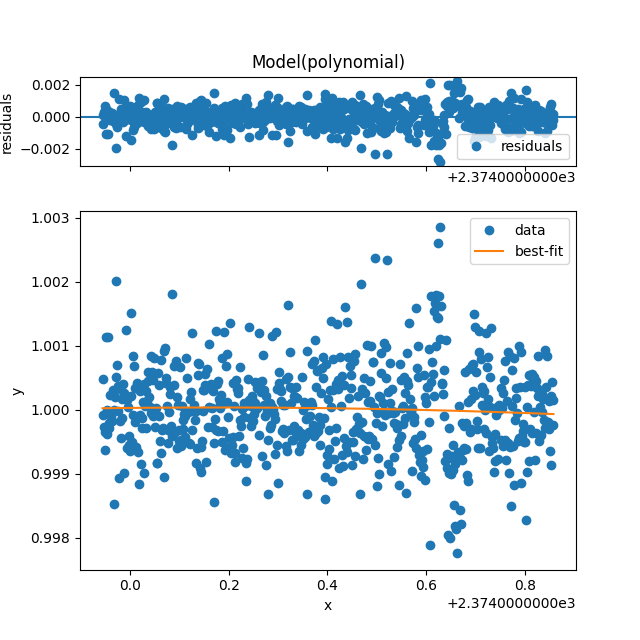 Model(polynomial)
0.002
0.000
−0.002
residuals
residuals
+2.3740000000e3
1.003
1.002
1.001
1.000
0.999
0.998
y
data
best-fit
0.0 0.2 0.4 0.6 0.8
x
+2.3740000000e3